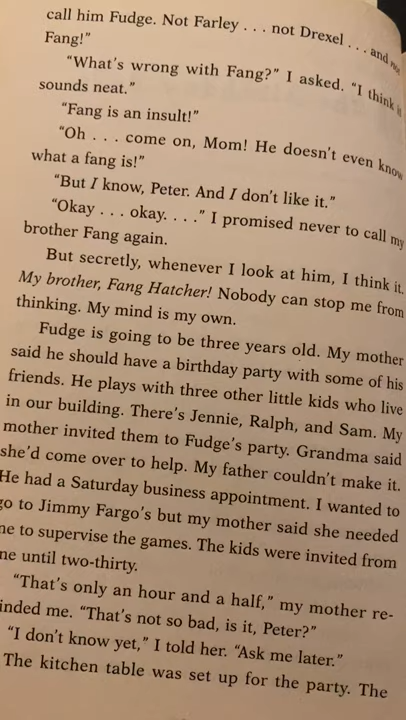 call him Fudge. Not Farley . . . not Drexel . . . and not
Fang!”
“What’s wrong with Fang?” I asked. “I think it
sounds neat.”
“Fang is an insult!”
“Oh . . . come on, Mom! He doesn’t even know
what a fang is!”
“But I know, Peter. And I don’t like it.”
“Okay . . . okay. . . .” I promised never to call my
brother Fang again.
But secretly, whenever I look at him, I think it.
My brother, Fang Hatcher! Nobody can stop me from
thinking. My mind is my own.
Fudge is going to be three years old. My mother
said he should have a birthday party with some of his
friends. He plays with three other little kids who live
in our building. There’s Jennie, Ralph, and Sam. My
mother invited them to Fudge’s party. Grandma said
she’d come over to help. My father couldn’t make it.
He had a Saturday business appointment. I wanted to
go to Jimmy Fargo’s but my mother said she needed
me to supervise the games. The kids were invited from
ne until two-thirty.
“That’s only an hour and a half,” my mother re-
inded me. “That’s not so bad, is it, Peter?”
“I don’t know yet,” I told her. “Ask me later.”
The kitchen table was set up for the party. The